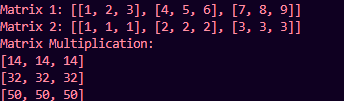 Matrix 1: [[1, 2, 3], [4, 5, 6], [7, 8, 9]]
Matrix 2: [[1, 1, 1], [2, 2, 2], [3, 3, 3]]
Matrix Multiplication:
[14, 14, 14]
[32, 32, 32]
[50, 50, 50]